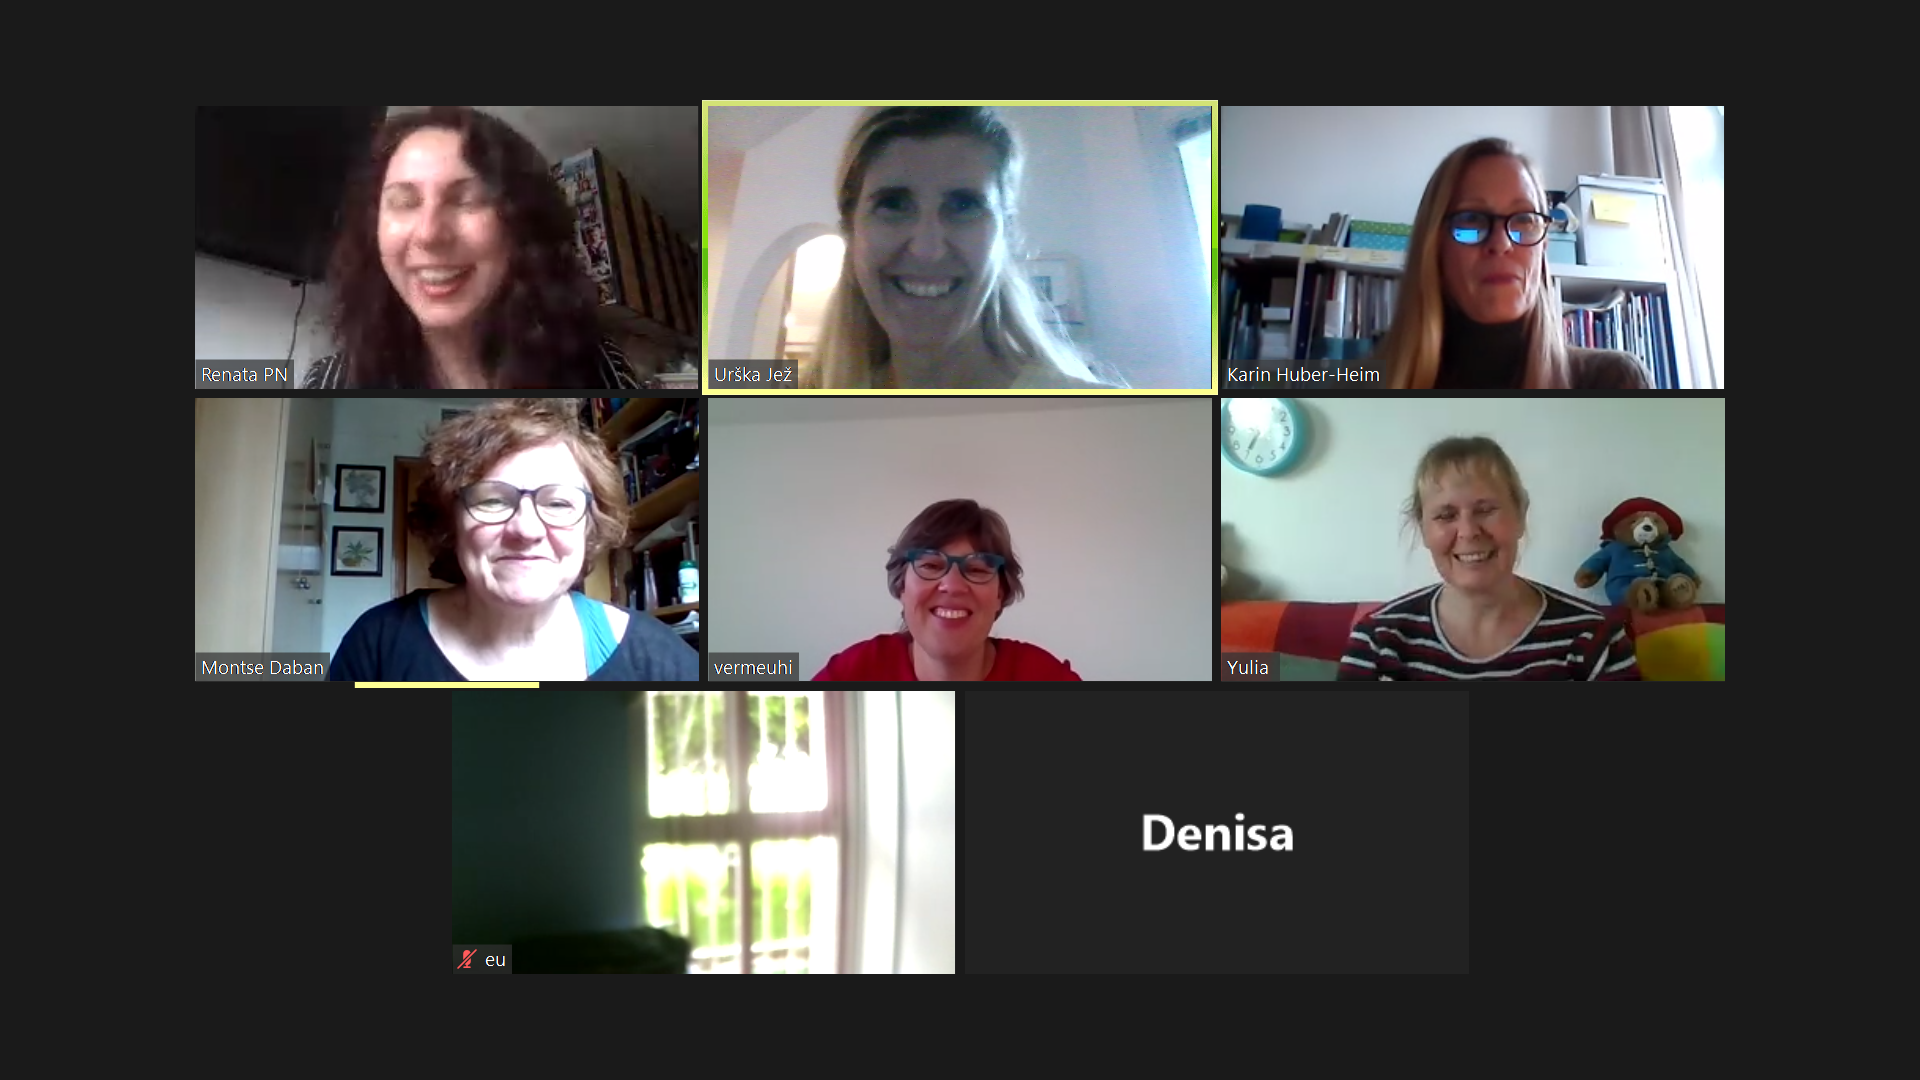 Renata PN
Urška Jež
Karin Huber-Heim
Montse Daban
vermeuhi
Yulia
eu
Denisa